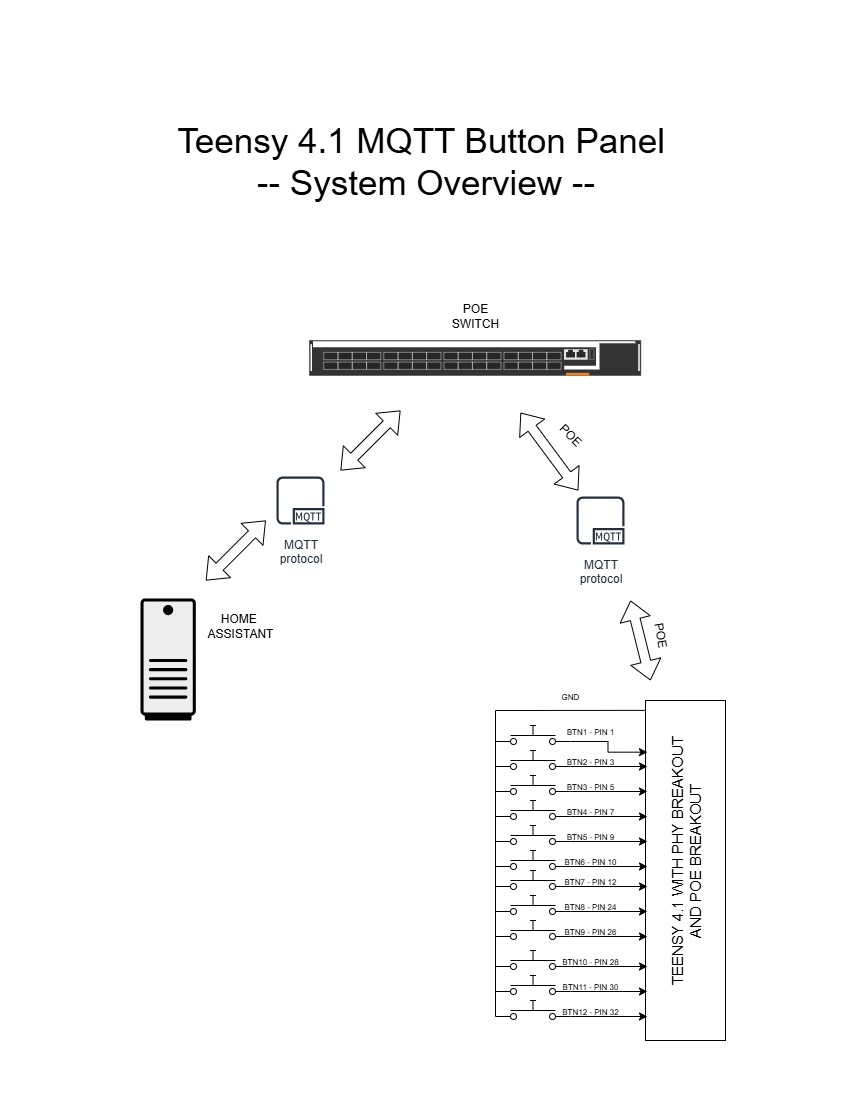 Teensy 4.1 MQTT Button Panel
-- System Overview --
POE
SWITCH
POE
MQTT
MQTT
protocol
MQTT
MQTT
protocol
HOME
ASSISTANT
POE
GND
BTN1 - PIN 1
BTN2 - PIN 3
BTN3 - PIN 5
BTN4 - PIN 7
BTN5 - PIN 9
BTN6 - PIN 10
BTN7 - PIN 12
BTN8 - PIN 24
BTN9 - PIN 26
BTN10 - PIN 28
BTN11 - PIN 30
BTN12 - PIN 32
TEENSY 4.1 WITH PHY BREAKOUT
AND POE BREAKOUT